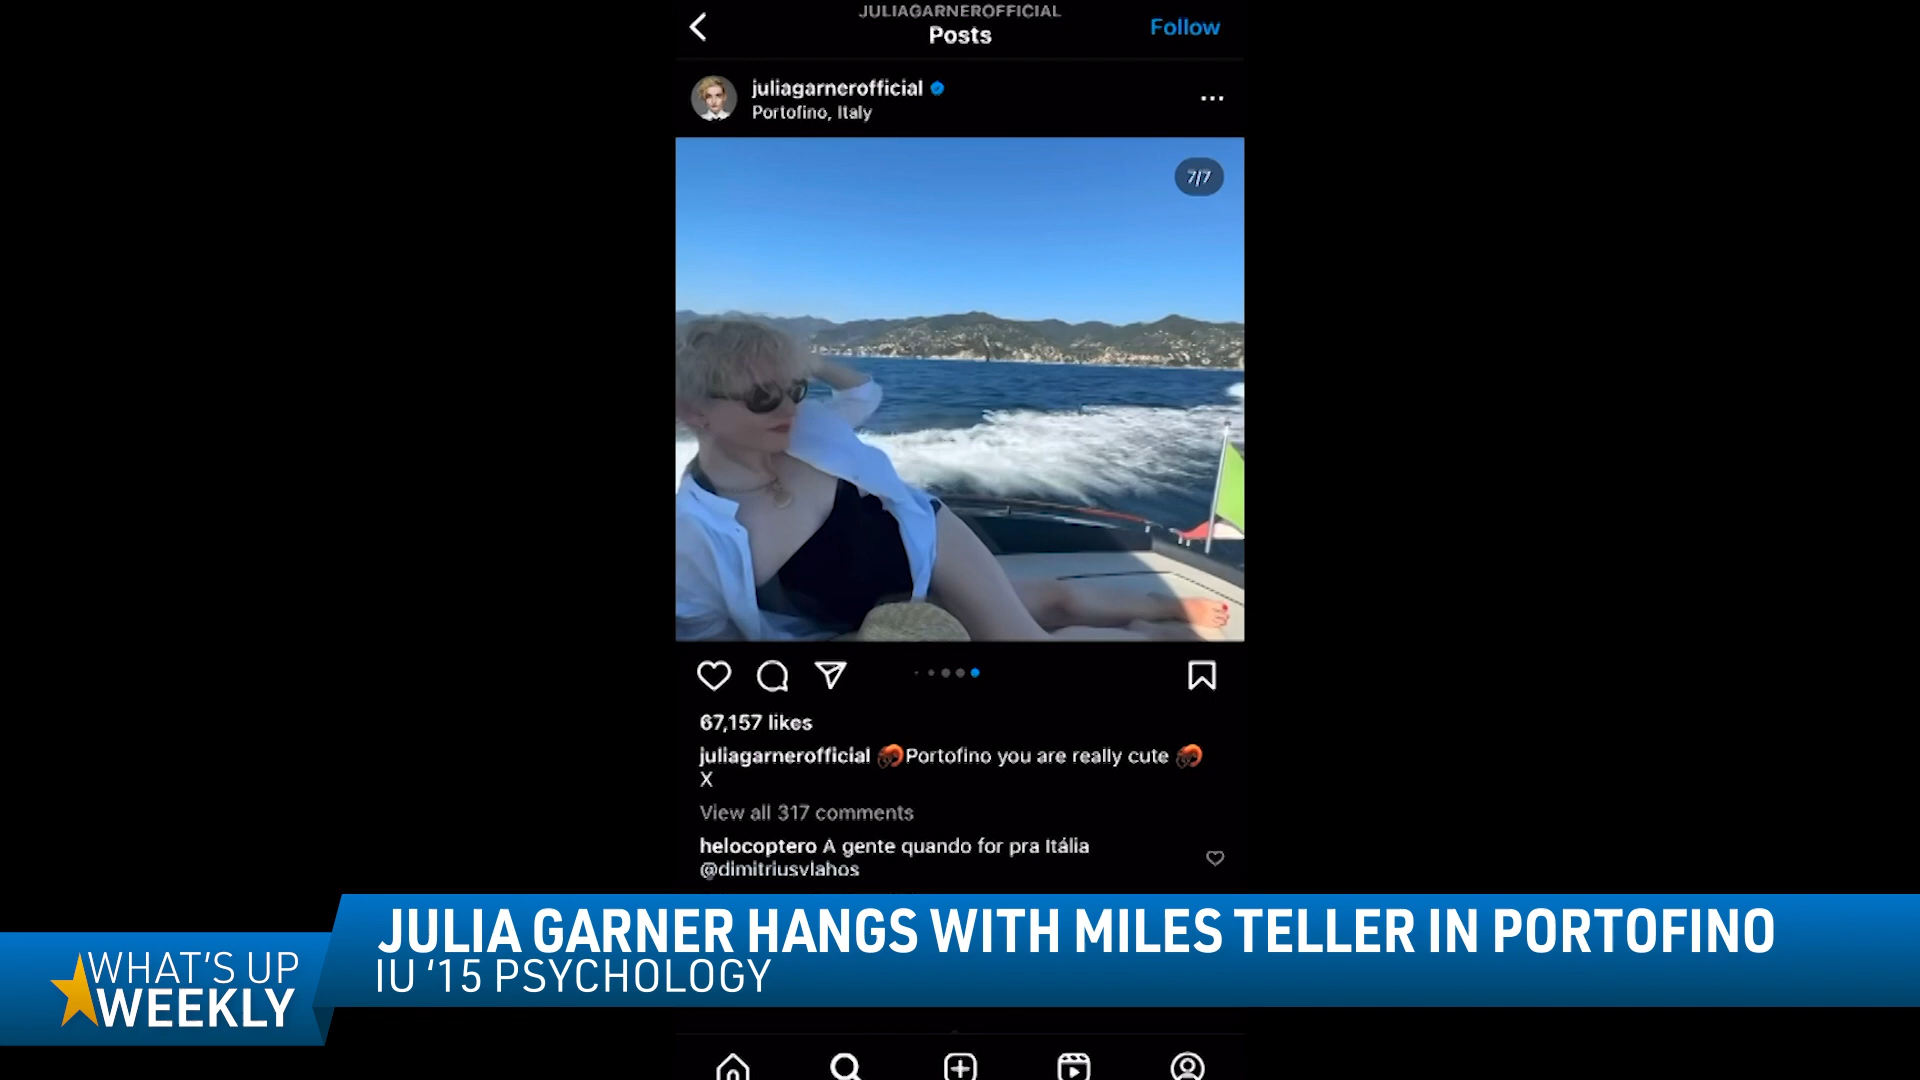 JULIAGARNEROFFICIAL
Posts
Follow
juliagarnerofficial
Portofino, Italy
7/7
67,157 likes
juliagarnerofficial 🦐Portofino you are really cute 🦐
X
View all 317 comments
helocoptero A gente quando for pra Itália
@dimitriusvlahos
JULIA GARNER HANGS WITH MILES TELLER IN PORTOFINO
IU ‘15 PSYCHOLOGY
WHAT’S UP
WEEKLY